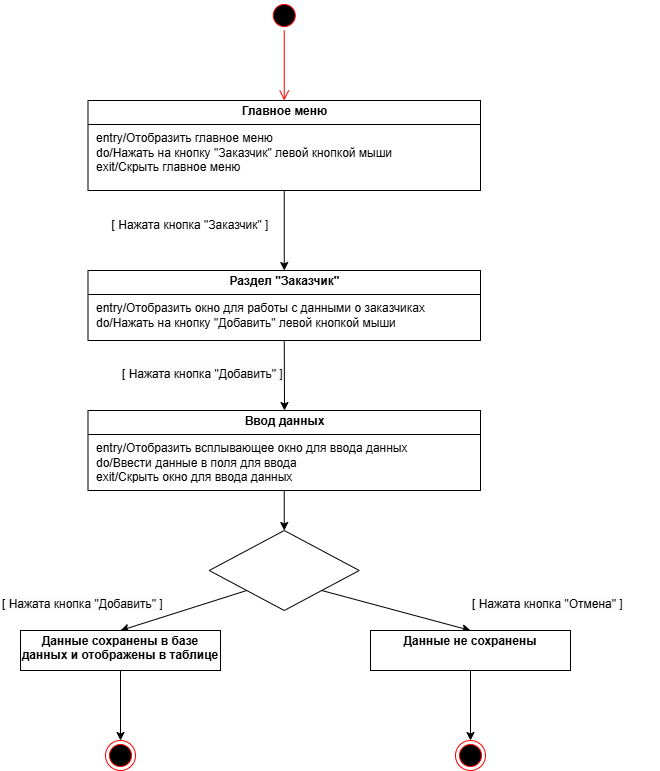 Главное меню
entry/Отобразить главное меню
do/Нажать на кнопку "Заказчик" левой кнопкой мыши
exit/Скрыть главное меню
[ Нажата кнопка "Заказчик" ]
Раздел "Заказчик"
entry/Отобразить окно для работы с данными о заказчиках
do/Нажать на кнопку "Добавить" левой кнопкой мыши
[ Нажата кнопка "Добавить" ]
Ввод данных
entry/Отобразить всплывающее окно для ввода данных
do/Ввести данные в поля для ввода
exit/Скрыть окно для ввода данных
[ Нажата кнопка "Добавить" ]
[ Нажата кнопка "Отмена" ]
Данные сохранены в базе
данных и отображены в таблице
Данные не сохранены